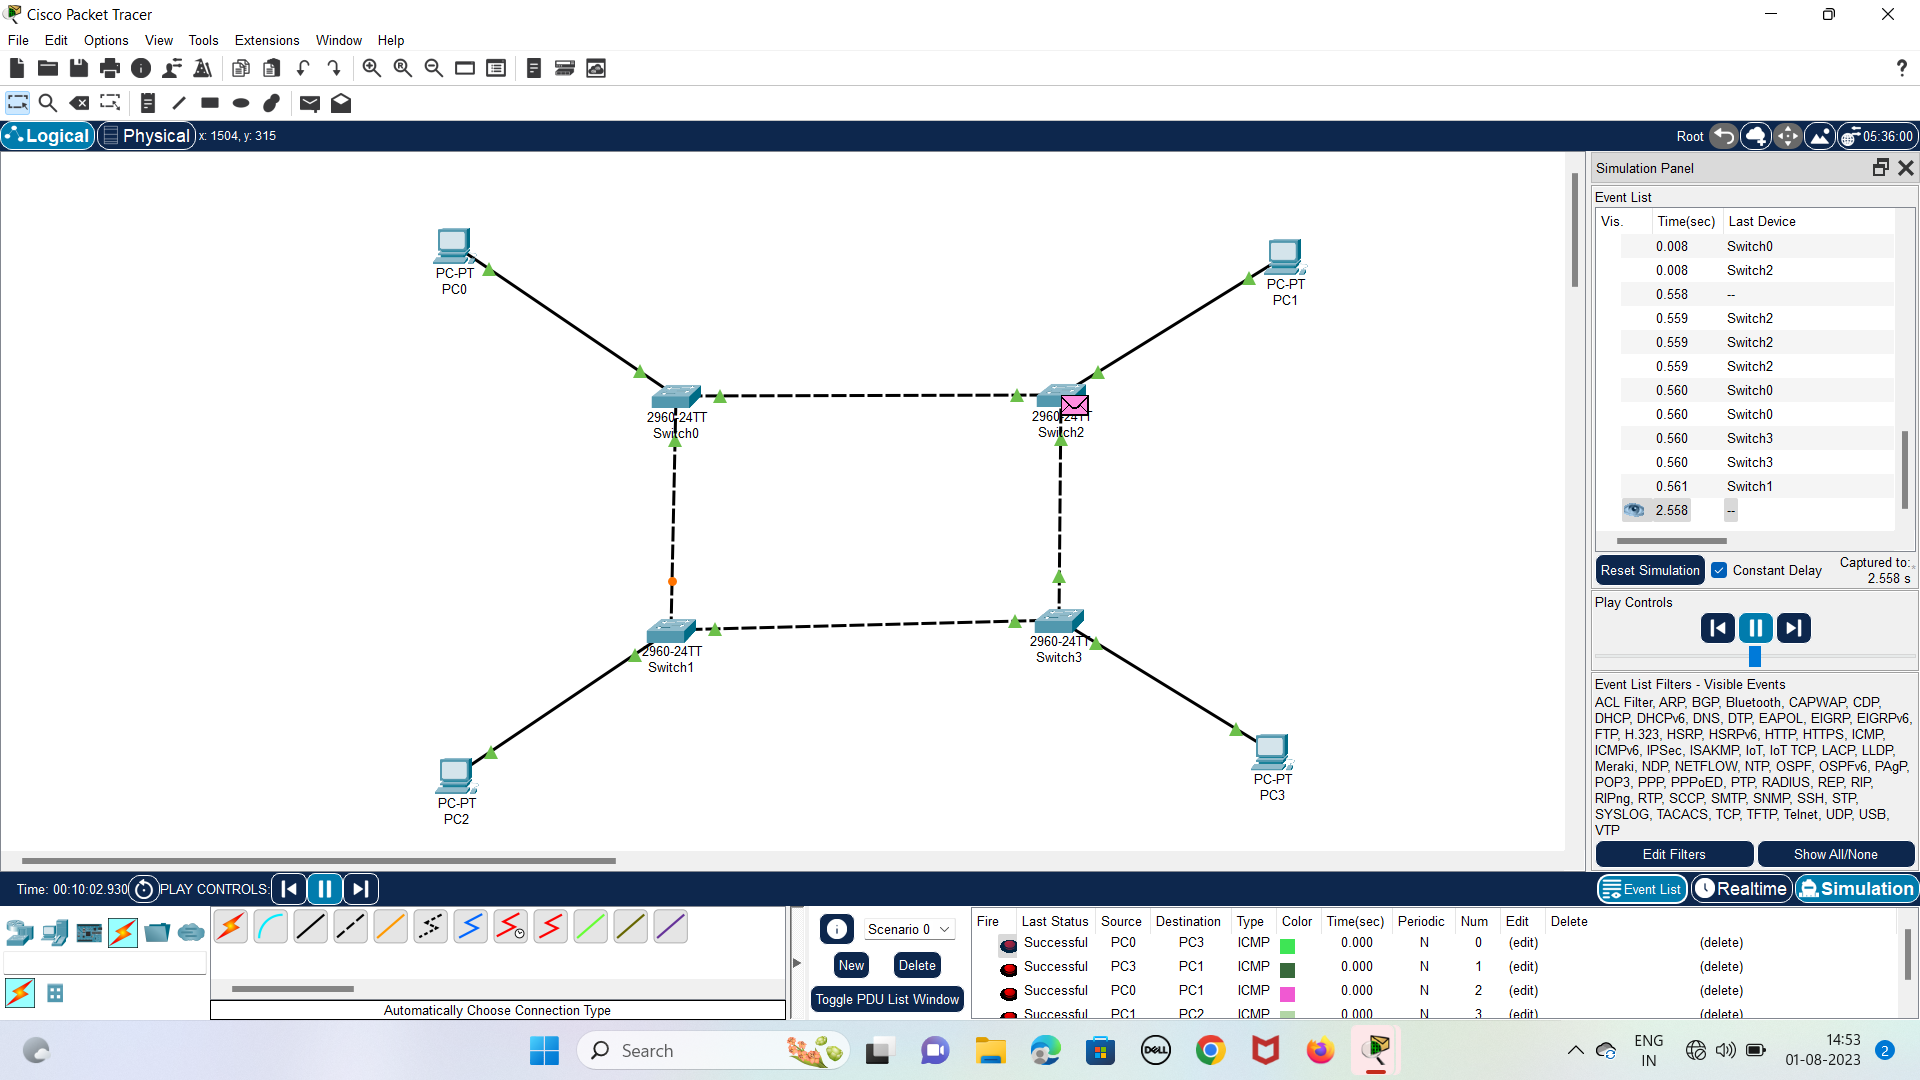 Cisco Packet Tracer
File Edit Options View Tools Extensions Window Help
?
Logical Physical x: 1504, y: 315 Root 05:36:00
Simulation Panel
Event List
Vis. Time(sec) Last Device
0.008 Switch0
0.008 Switch2
0.558 --
0.559 Switch2
0.559 Switch2
0.559 Switch2
0.560 Switch0
0.560 Switch0
0.560 Switch3
0.560 Switch3
0.561 Switch1
2.558 --
Reset Simulation Constant Delay Captured to:
2.558 s
Play Controls
Event List Filters - Visible Events
ACL Filter, ARP, BGP, Bluetooth, CAPWAP, CDP,
DHCP, DHCPv6, DNS, DTP, EAPOL, EIGRP, EIGRPv6,
FTP, H.323, HSRP, HSRPv6, HTTP, HTTPS, ICMP,
ICMPv6, IPSec, ISAKMP, IoT, IoT TCP, LACP, LLDP,
Meraki, NDP, NETFLOW, NTP, OSPF, OSPFv6, PAgP,
POP3, PPP, PPPoED, PTP, RADIUS, REP, RIP,
RIPng, RTP, SCCP, SMTP, SNMP, SSH, STP,
SYSLOG, TACACS, TCP, TFTP, Telnet, UDP, USB,
VTP
Edit Filters Show All/None
PC-PT
PC0
PC-PT
PC1
2960-24TT
Switch0
2960-24TT
Switch2
2960-24TT
Switch1
2960-24TT
Switch3
PC-PT
PC2
PC-PT
PC3
Time: 00:10:02.930 PLAY CONTROLS: Event List Realtime Simulation
Automatically Choose Connection Type
Scenario 0
New Delete
Toggle PDU List Window
Fire Last Status Source Destination Type Color Time(sec) Periodic Num Edit Delete
Successful PC0 PC3 ICMP 0.000 N 0 (edit) (delete)
Successful PC3 PC1 ICMP 0.000 N 1 (edit) (delete)
Successful PC0 PC1 ICMP 0.000 N 2 (edit) (delete)
Successful PC1 PC2 ICMP 0.000 N 3 (edit) (delete)
Search
DELL
ENG
IN
14:53
01-08-2023
2